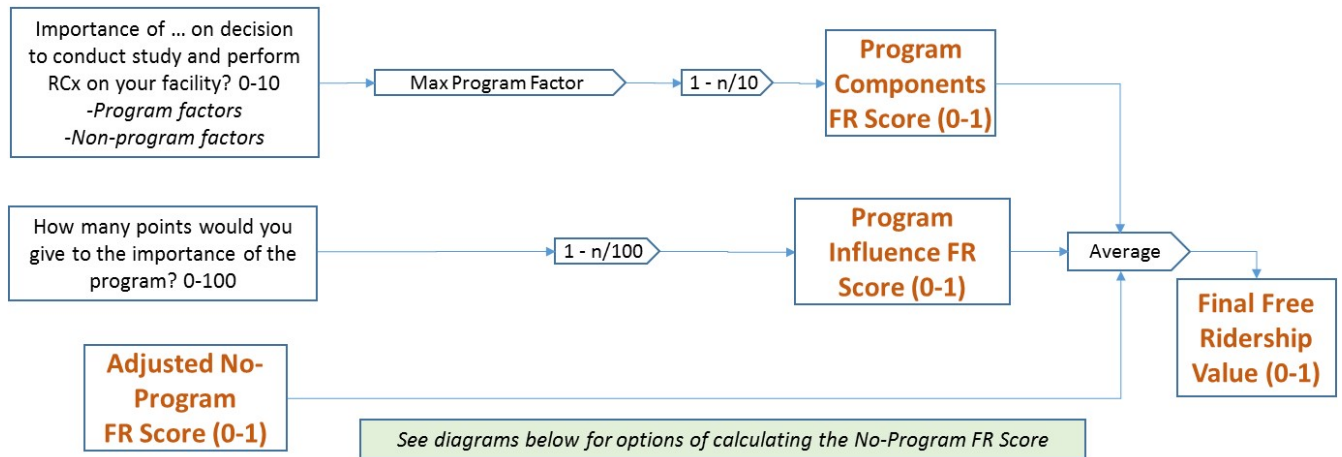 Importance of ... on decision
to conduct study and perform
RCx on your facility? 0-10
-Program factors
-Non-program factors
Max Program Factor
1 - n/10
Program
Components
FR Score (0-1)
How many points would you
give to the importance of the
program? 0-100
1 - n/100
Program
Influence FR
Score (0-1)
Average
Final Free
Ridership
Value (0-1)
Adjusted No-
Program
FR Score (0-1)
See diagrams below for options of calculating the No-Program FR Score